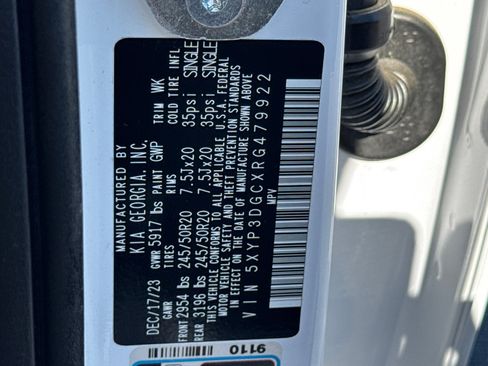 MANUFACTURED BY
KIA GEORGIA, INC.
DEC/17/23 GVWR 5917 lbs PAINT GWP TRIM WK
GAWR TIRES RIMS COLD TIRE INFL.
FRONT 2954 lbs 245/50R20 7.5JX20 35psi SINGLE
REAR 3196 lbs 245/50R20 7.5JX20 35psi SINGLE
THIS VEHICLE CONFORMS TO ALL APPLICABLE U.S.A. FEDERAL
MOTOR VEHICLE SAFETY AND BUMPER STANDARDS
IN EFFECT ON THE DATE OF MANUFACTURE SHOWN ABOVE
VIN 5XYP3DGCXRG479922
MPV
9110